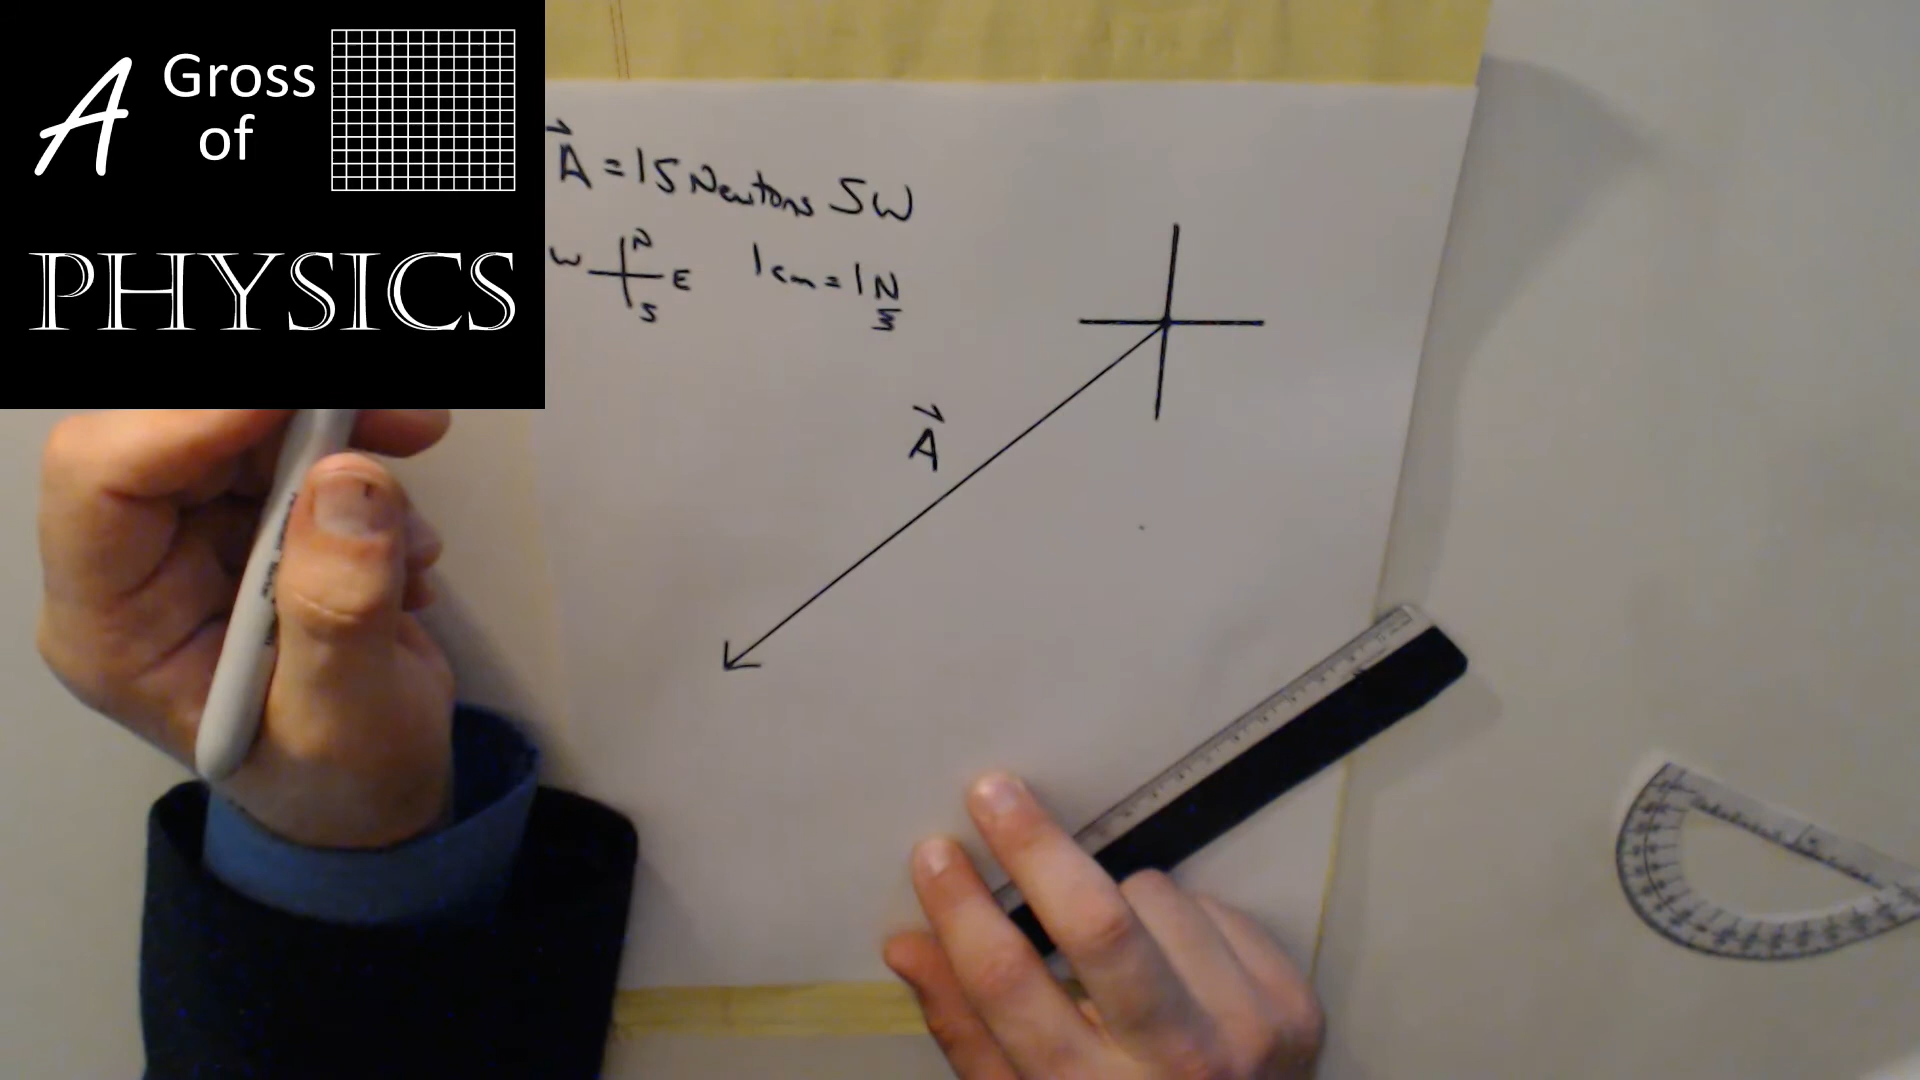 A Gross
of
PHYSICS
A = 15 Newtons SW
N
W E 1cm = 1N
S
A